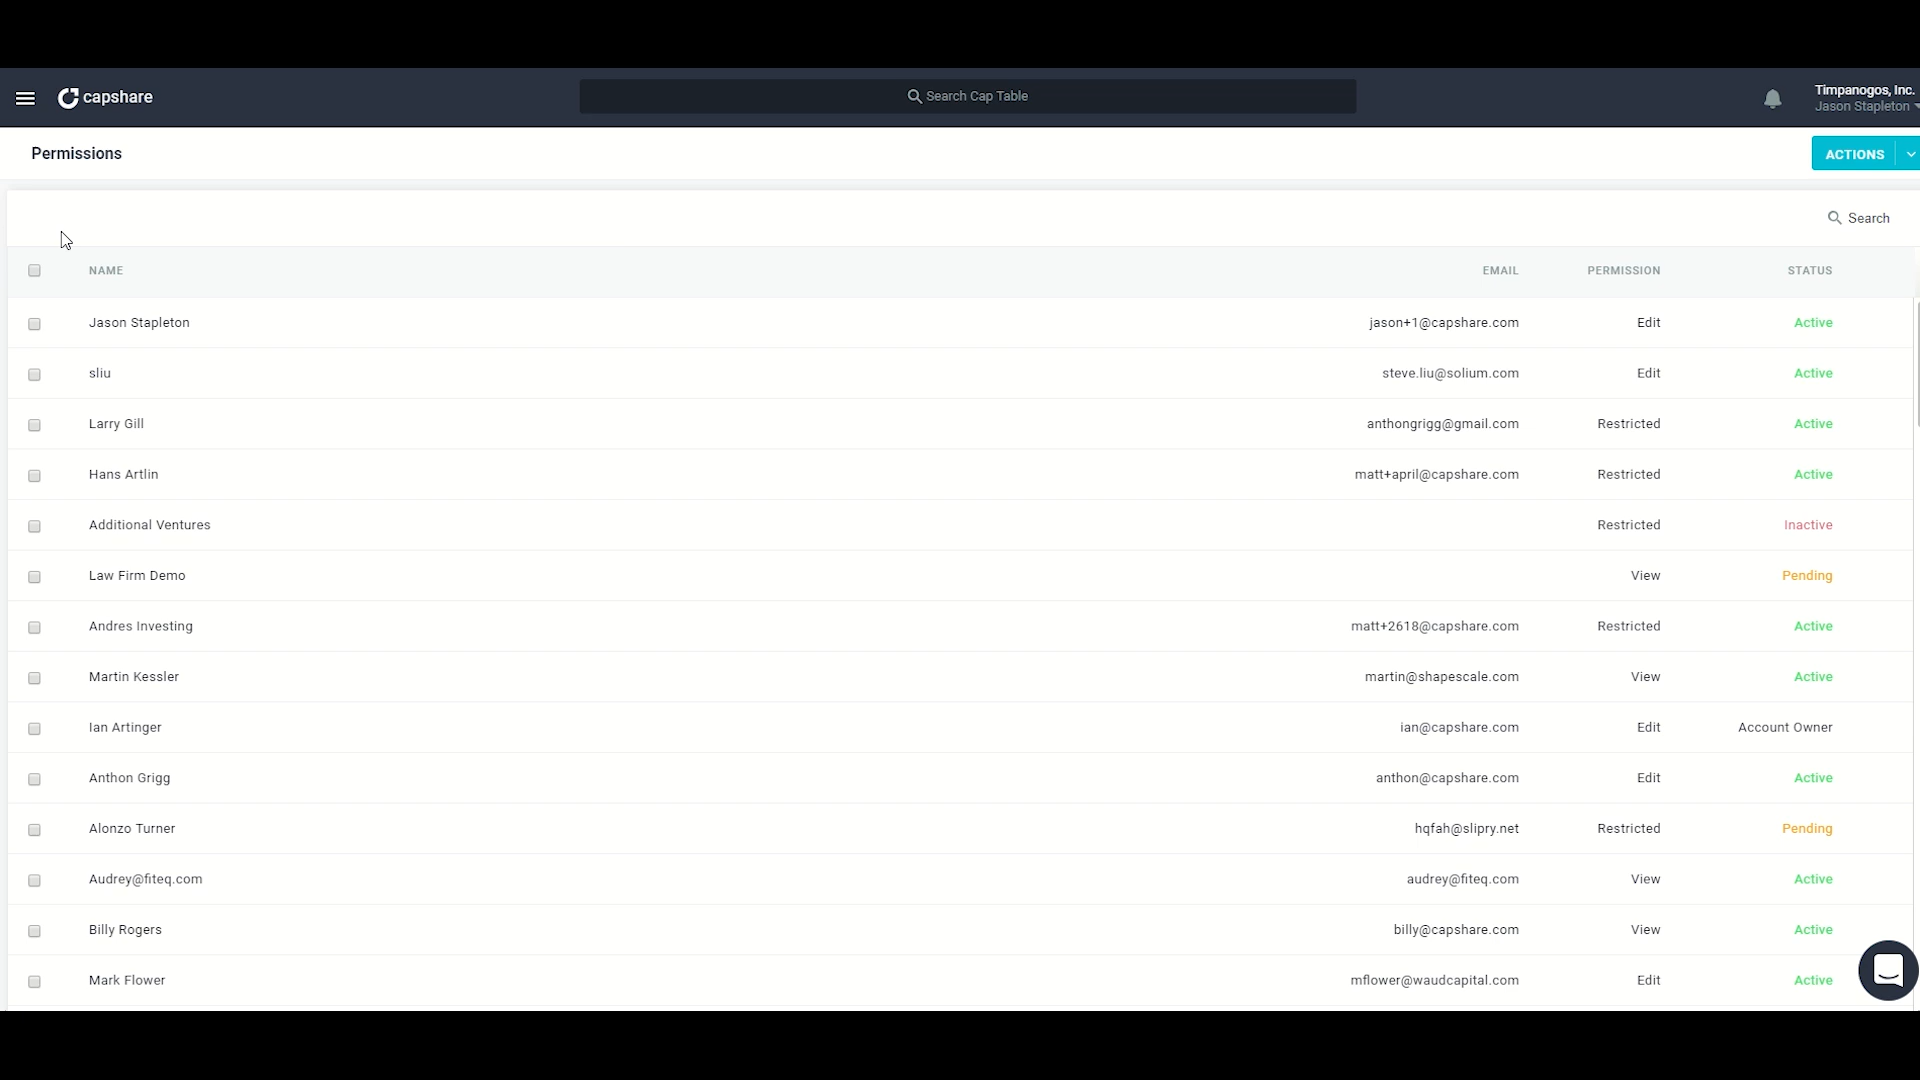 capshare
Search Cap Table
Timpanogos, Inc.
Jason Stapleton
Permissions
ACTIONS
Search
NAME EMAIL PERMISSION STATUS
Jason Stapleton jason+1@capshare.com Edit Active
sliu steve.liu@solium.com Edit Active
Larry Gill anthongrigg@gmail.com Restricted Active
Hans Artlin matt+april@capshare.com Restricted Active
Additional Ventures Restricted Inactive
Law Firm Demo View Pending
Andres Investing matt+2618@capshare.com Restricted Active
Martin Kessler martin@shapescale.com View Active
Ian Artinger ian@capshare.com Edit Account Owner
Anthon Grigg anthon@capshare.com Edit Active
Alonzo Turner hqfah@slipry.net Restricted Pending
Audrey@fiteq.com audrey@fiteq.com View Active
Billy Rogers billy@capshare.com View Active
Mark Flower mflower@waudcapital.com Edit Active